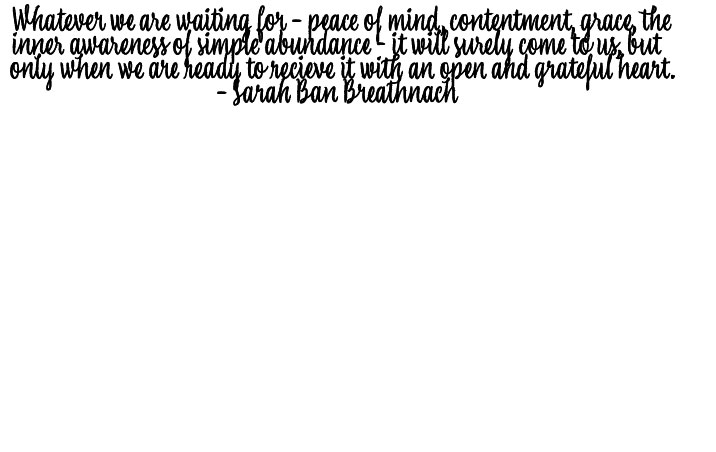 Whatever we are waiting for - peace of mind, contentment, grace, the
inner awareness of simple abundance - it will surely come to us, but
only when we are ready to recieve it with an open and grateful heart.
- Sarah Ban Breathnach